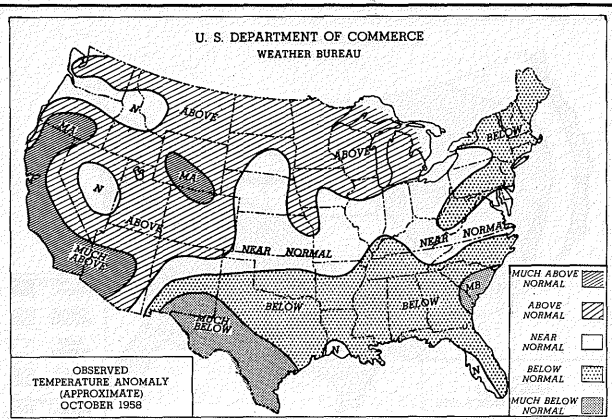 U. S. DEPARTMENT OF COMMERCE
WEATHER BUREAU
N
ABOVE
MA
ABOVE
BELOW
N
MA
ABOVE
NEAR NORMAL
NEAR NORMAL
MUCH
ABOVE
MB
BELOW
BELOW
MUCH
BELOW
N
N
OBSERVED
TEMPERATURE ANOMALY
(APPROXIMATE)
OCTOBER 1958
MUCH ABOVE
NORMAL
ABOVE
NORMAL
NEAR
NORMAL
BELOW
NORMAL
MUCH BELOW
NORMAL